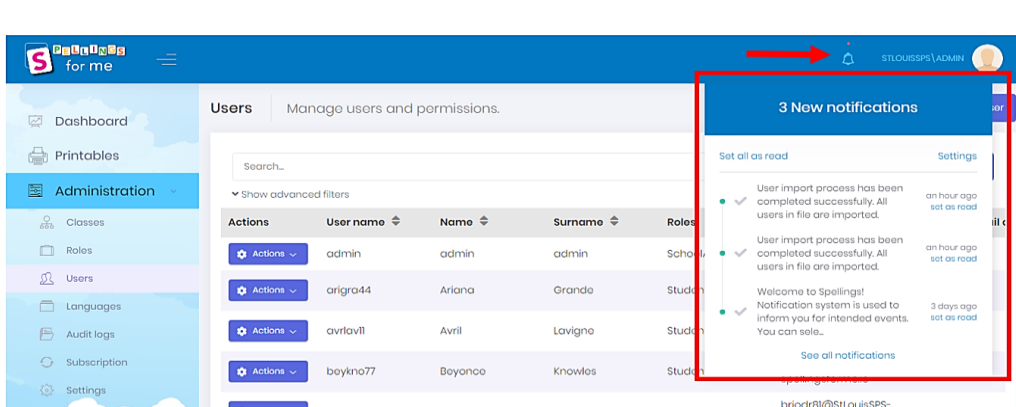 SPELLINGS
for me
STLOUISSPS\ADMIN
Users
Manage users and permissions.
3 New notifications
Dashboard
Printables
Administration
Classes
Roles
Users
Languages
Audit logs
Subscription
Settings
Search...
Show advanced filters
Actions User name Name Surname Roles
Actions admin admin admin
Actions arigra44 Ariana Grande
Actions avrlav11 Avril Lavigne
Actions beykno77 Beyonce Knowles
Set all as read Settings
User import process has been
completed successfully. All
users in file are imported.
an hour ago
set as read
User import process has been
completed successfully. All
users in file are imported.
an hour ago
set as read
Welcome to Spellings!
Notification system is used to
inform you for intended events.
You can sele...
3 days ago
set as read
See all notifications